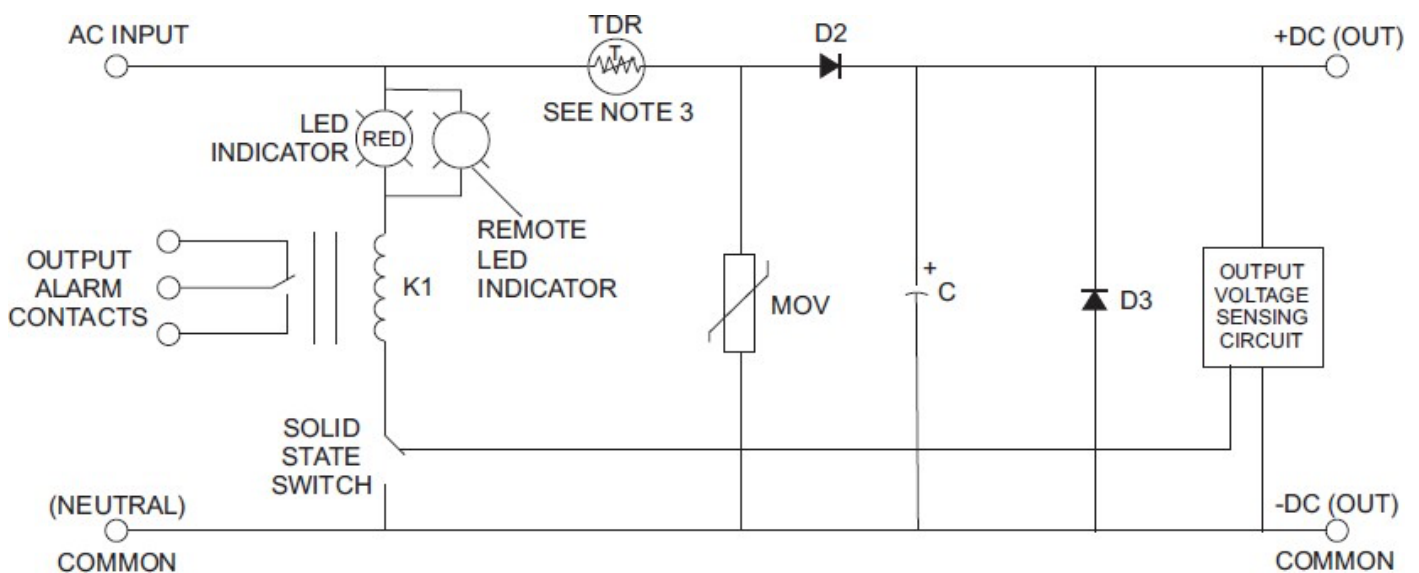 AC INPUT
TDR
T
SEE NOTE 3
D2
+DC (OUT)
LED
INDICATOR
RED
REMOTE
LED
INDICATOR
OUTPUT
ALARM
CONTACTS
K1
MOV
+
C
D3
OUTPUT
VOLTAGE
SENSING
CIRCUIT
SOLID
STATE
SWITCH
(NEUTRAL)
COMMON
-DC (OUT)
COMMON